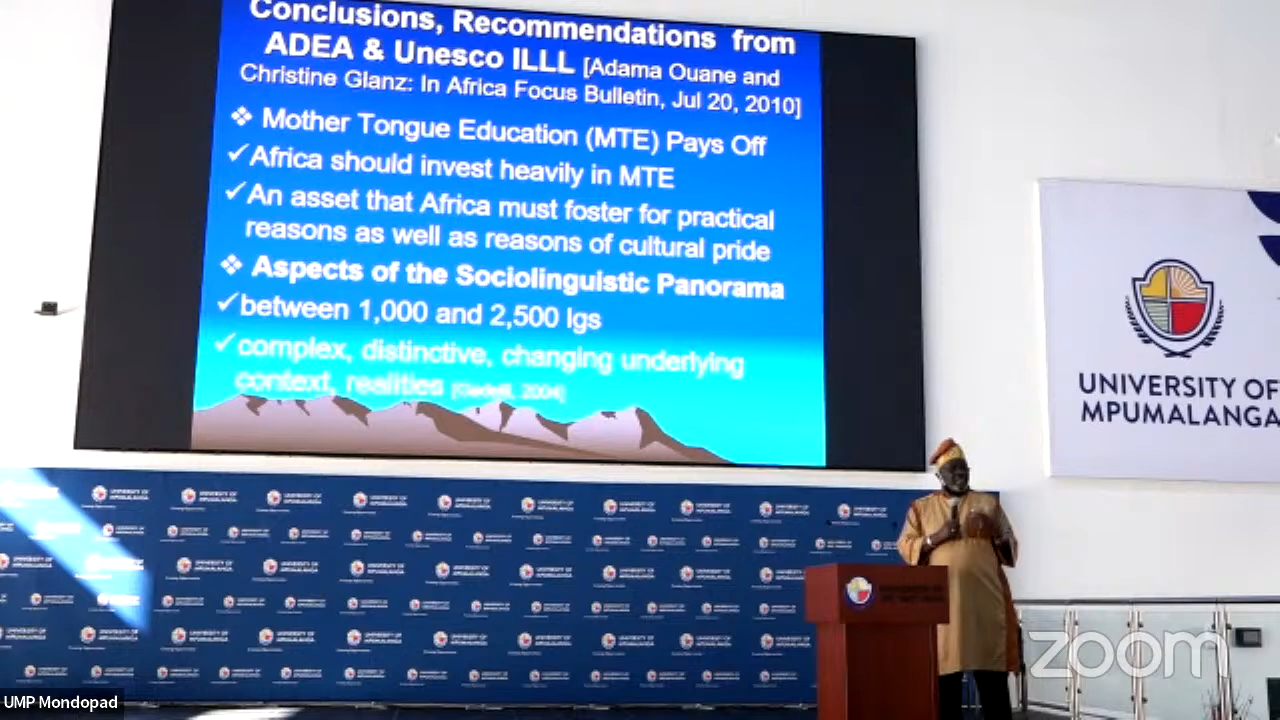 Conclusions, Recommendations from
ADEA & Unesco ILLL [Adama Ouane and
Christine Glanz: In Africa Focus Bulletin, Jul 20, 2010]
❖ Mother Tongue Education (MTE) Pays Off
✓Africa should invest heavily in MTE
✓An asset that Africa must foster for practical
reasons as well as reasons of cultural pride
❖ Aspects of the Sociolinguistic Panorama
✓between 1,000 and 2,500 lgs
✓complex, distinctive, changing underlying
context, realities
UNIVERSITY OF
MPUMALANGA
UNIVERSITY OF
MPUMALANGA
zoom
UMP Mondopad